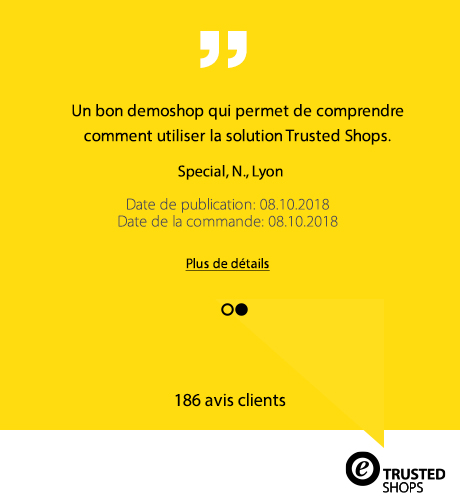 ”
Un bon demoshop qui permet de comprendre
comment utiliser la solution Trusted Shops.
Special, N., Lyon
Date de publication: 08.10.2018
Date de la commande: 08.10.2018
Plus de détails
186 avis clients
e TRUSTED
SHOPS